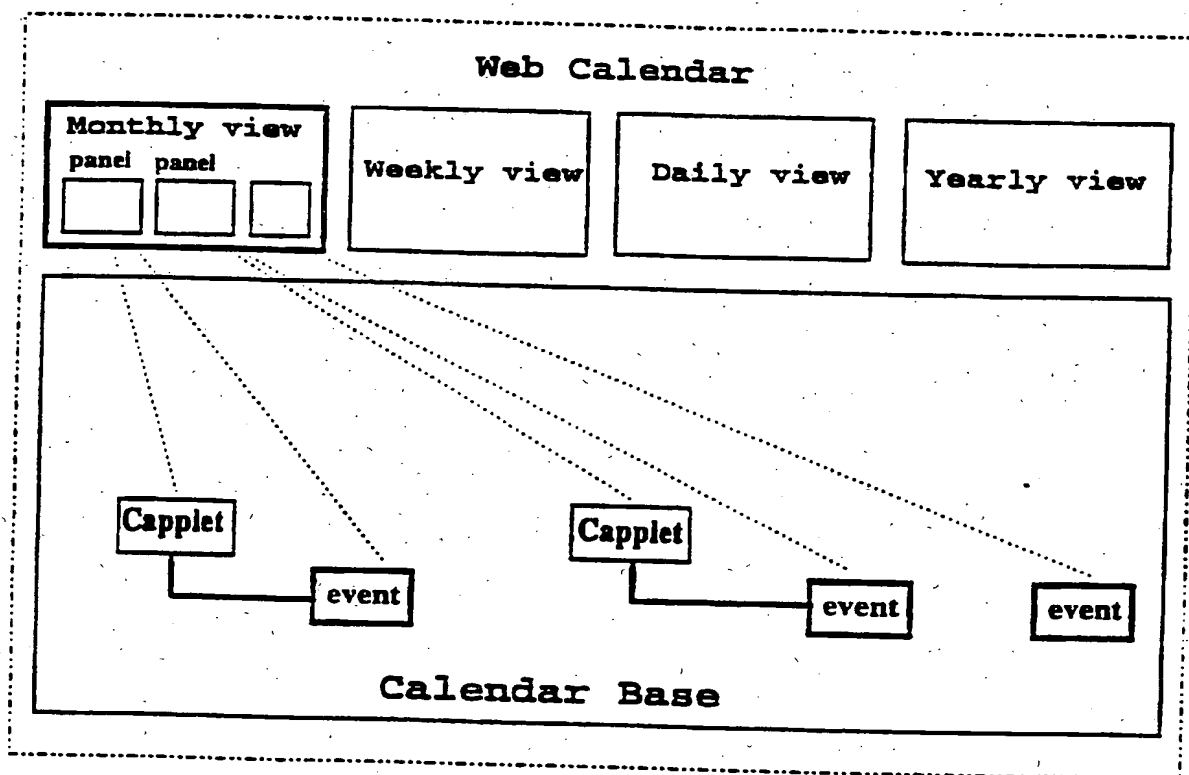 Web Calendar
Monthly view
panel panel
Weekly view
Daily view
Yearly view
Capplet
event
Capplet
event
event
Calendar Base